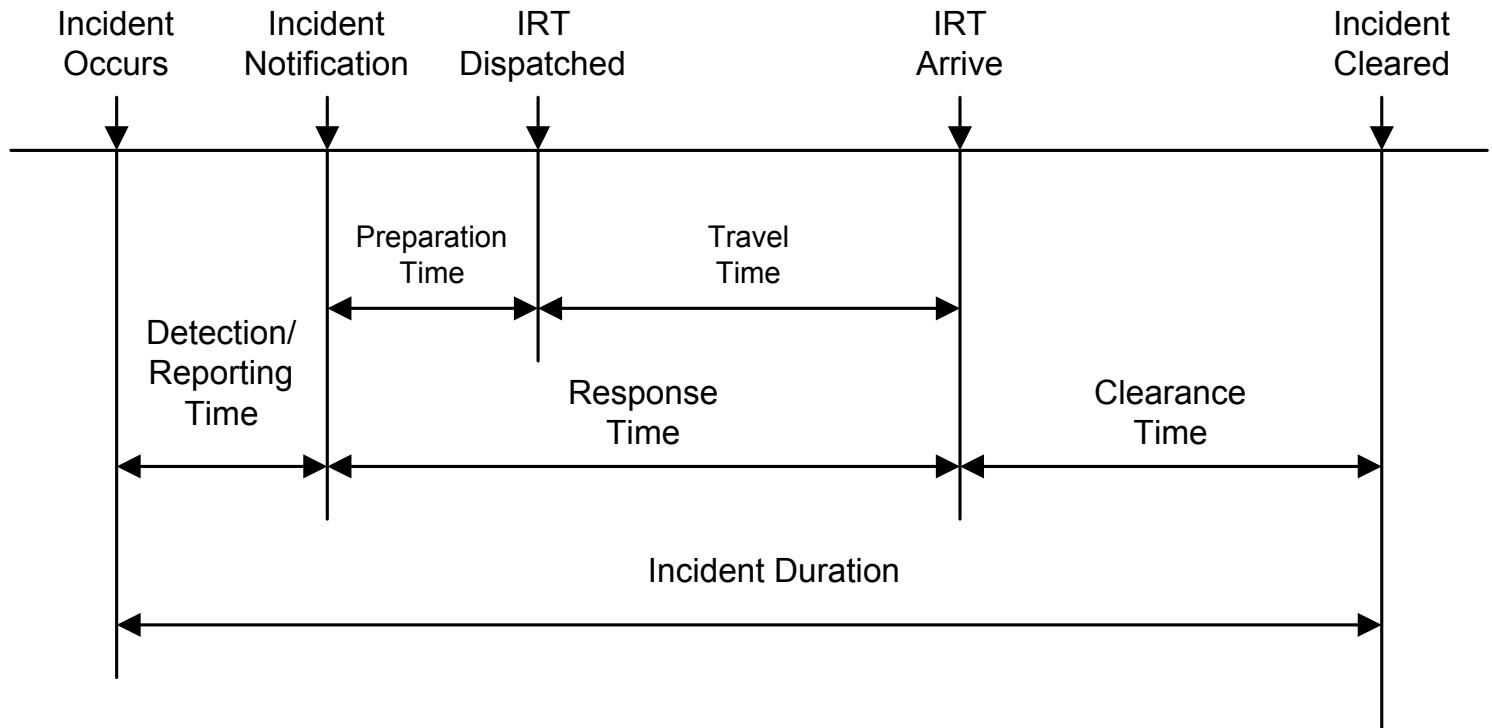 Incident
Occurs
Incident
Notification
IRT
Dispatched
IRT
Arrive
Incident
Cleared
Preparation
Time
Travel
Time
Detection/
Reporting
Time
Response
Time
Clearance
Time
Incident Duration